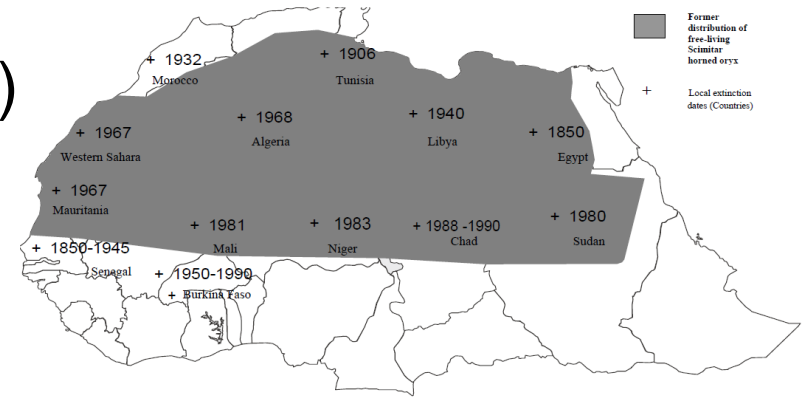 )
Former
distribution of
free-living
Scimitar
horned oryx
+ Local extinction
dates (Countries)
+ 1932
Morocco
+ 1906
Tunisia
+ 1967
Western Sahara
+ 1968
Algeria
+ 1940
Libya
+ 1850
Egypt
+ 1967
Mauritania
+ 1981
Mali
+ 1983
Niger
+ 1988 -1990
Chad
+ 1980
Sudan
+ 1850-1945
Senegal
+ 1950-1990
+ Burkina Faso